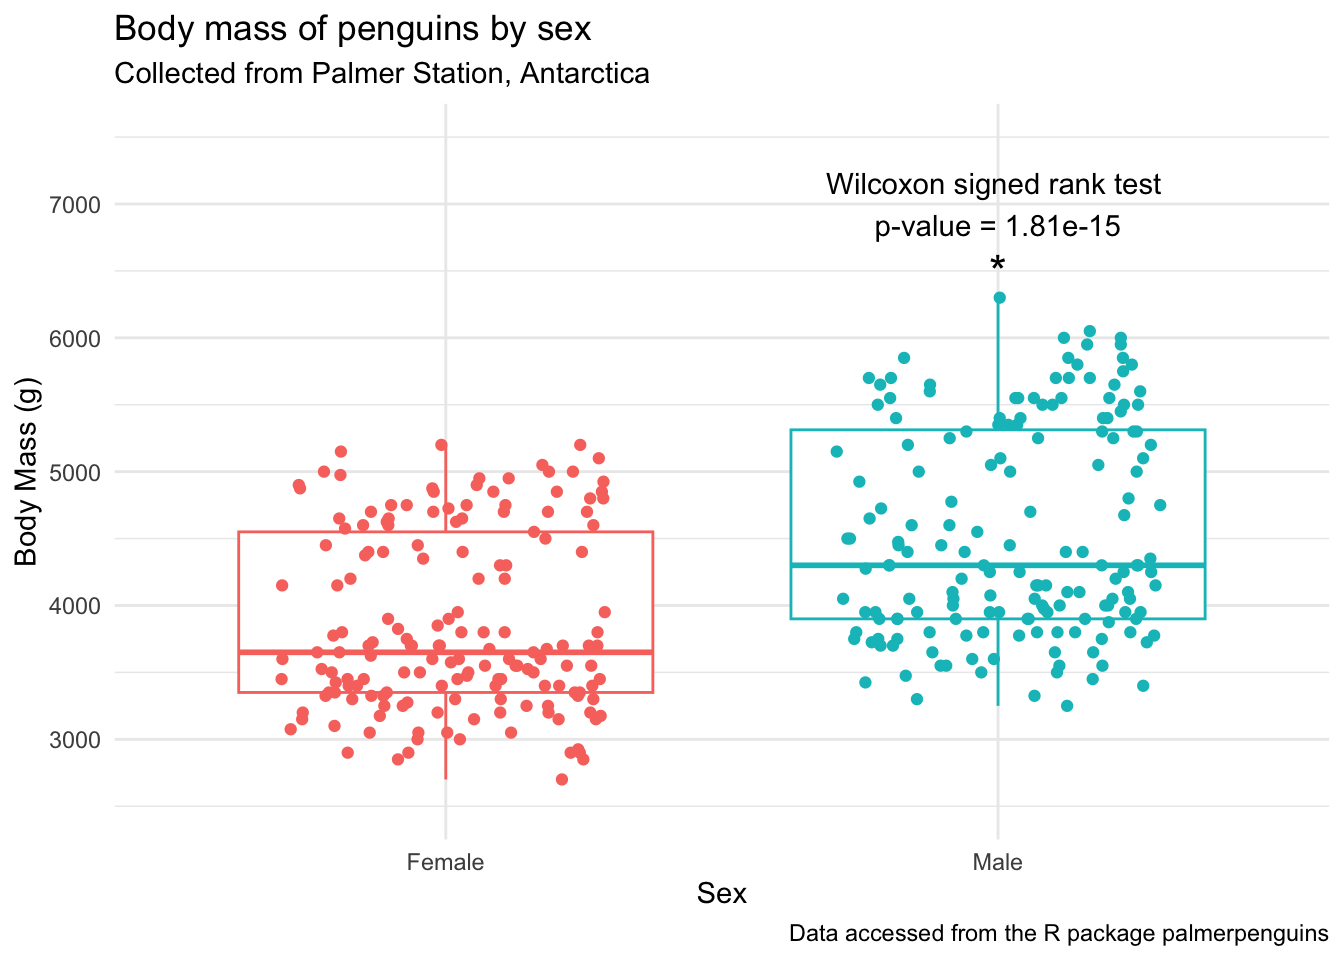 Body mass of penguins by sex
Collected from Palmer Station, Antarctica
Wilcoxon signed rank test
p-value = 1.81e-15
*
7000
6000
5000
4000
3000
Body Mass (g)
Female
Male
Sex
Data accessed from the R package palmerpenguins